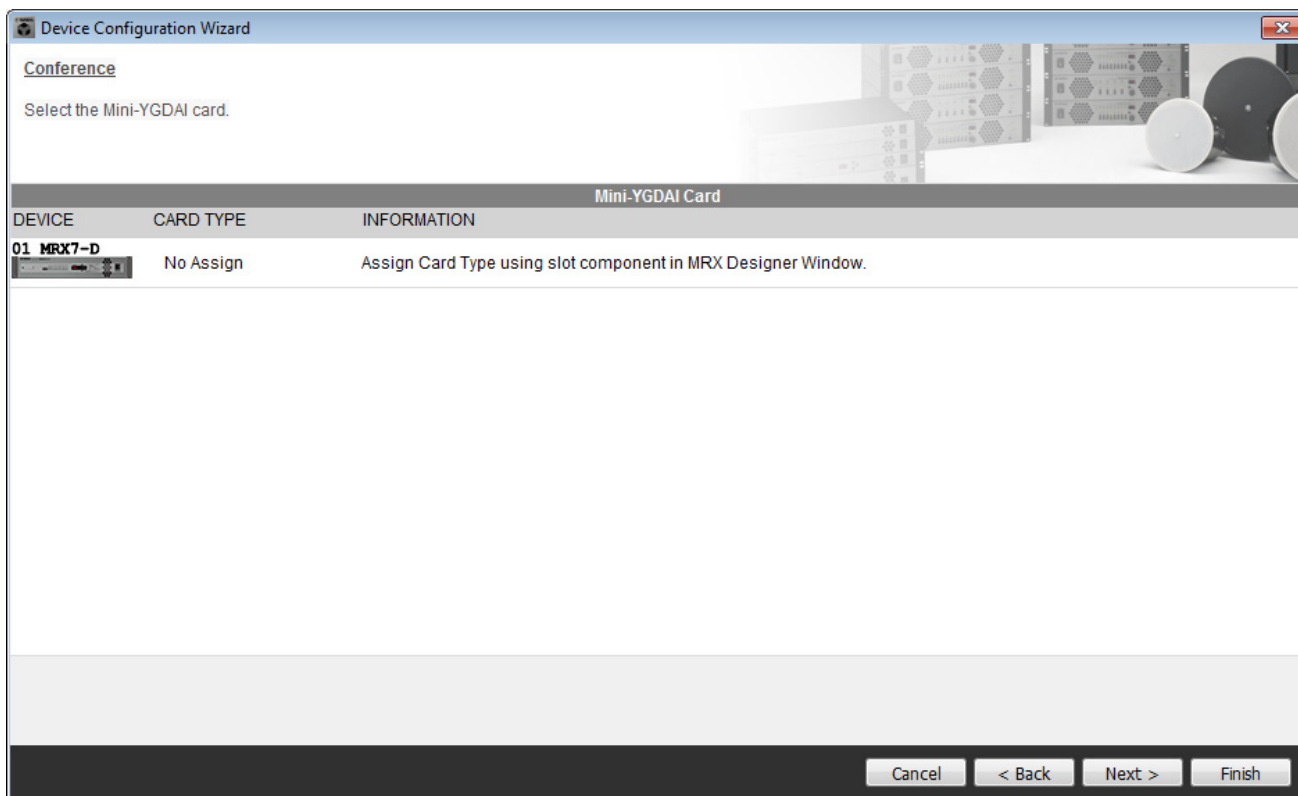 Device Configuration Wizard
Conference
Select the Mini-YGDAI card.
Mini-YGDAI Card
DEVICE CARD TYPE INFORMATION
01 MRX7-D
No Assign Assign Card Type using slot component in MRX Designer Window.
Cancel < Back Next > Finish